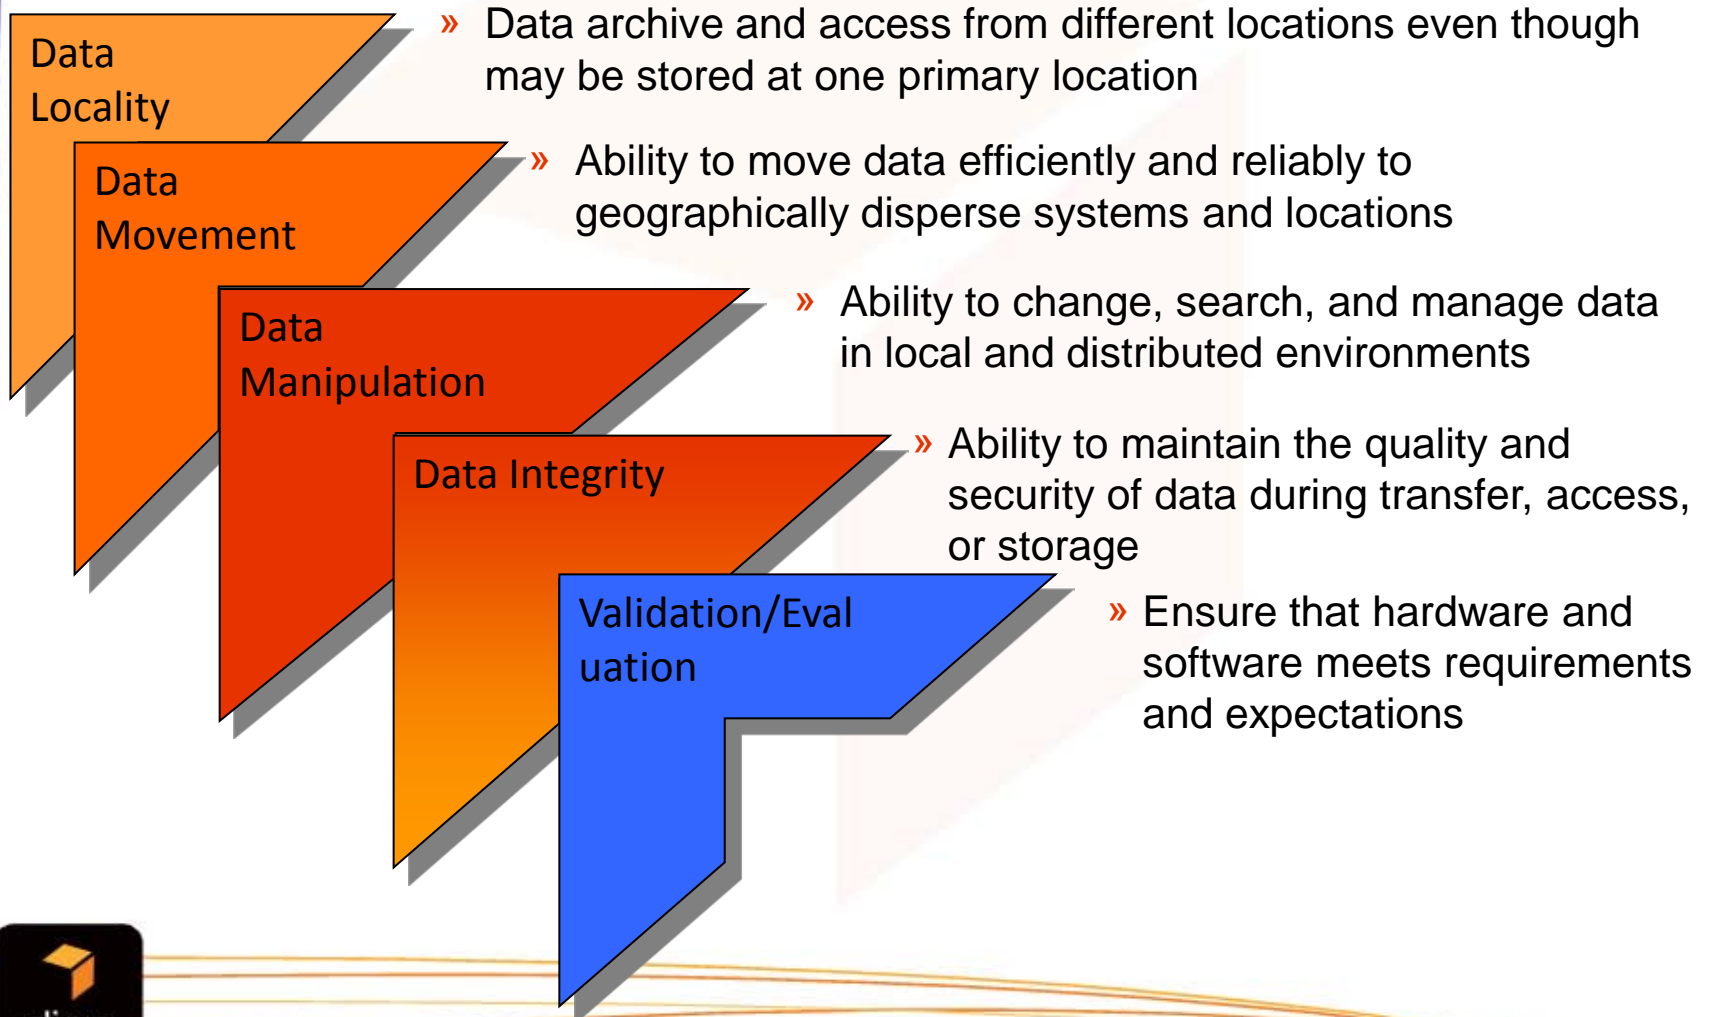 Data
Locality
» Data archive and access from different locations even though
may be stored at one primary location
Data
Movement
» Ability to move data efficiently and reliably to
geographically disperse systems and locations
Data
Manipulation
» Ability to change, search, and manage data
in local and distributed environments
Data Integrity
» Ability to maintain the quality and
security of data during transfer, access,
or storage
Validation/Eval
uation
» Ensure that hardware and
software meets requirements
and expectations